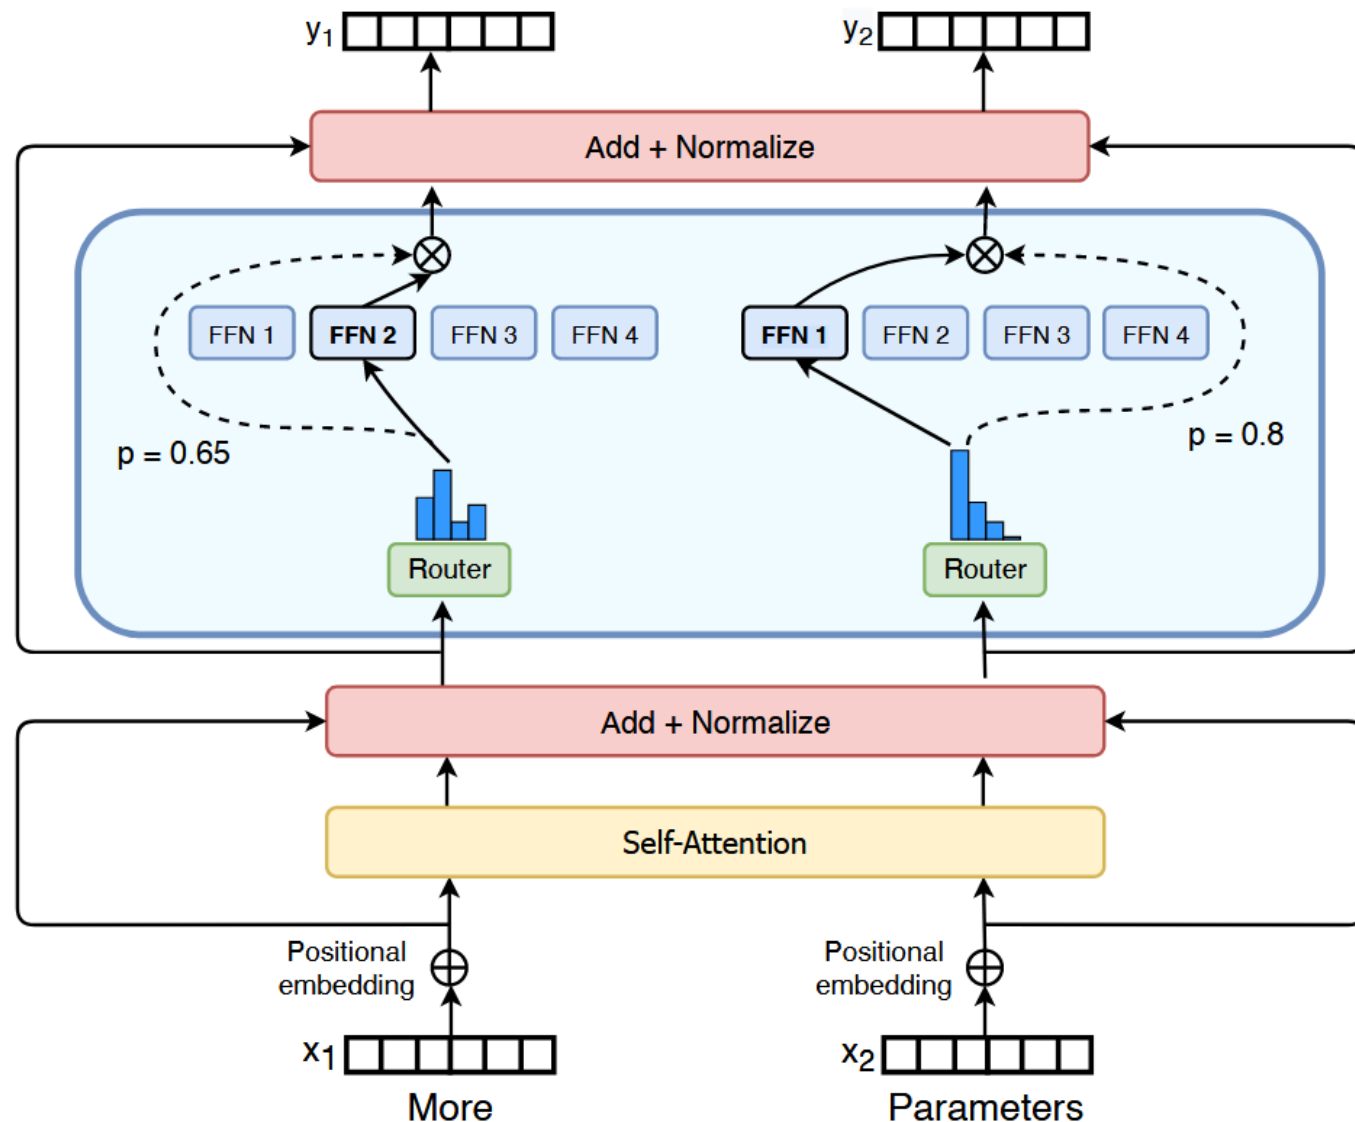 y1
y2
Add + Normalize
FFN 1
FFN 2
FFN 3
FFN 4
FFN 1
FFN 2
FFN 3
FFN 4
p = 0.65
p = 0.8
Router
Router
Add + Normalize
Self-Attention
Positional
embedding
Positional
embedding
x1
x2
More
Parameters